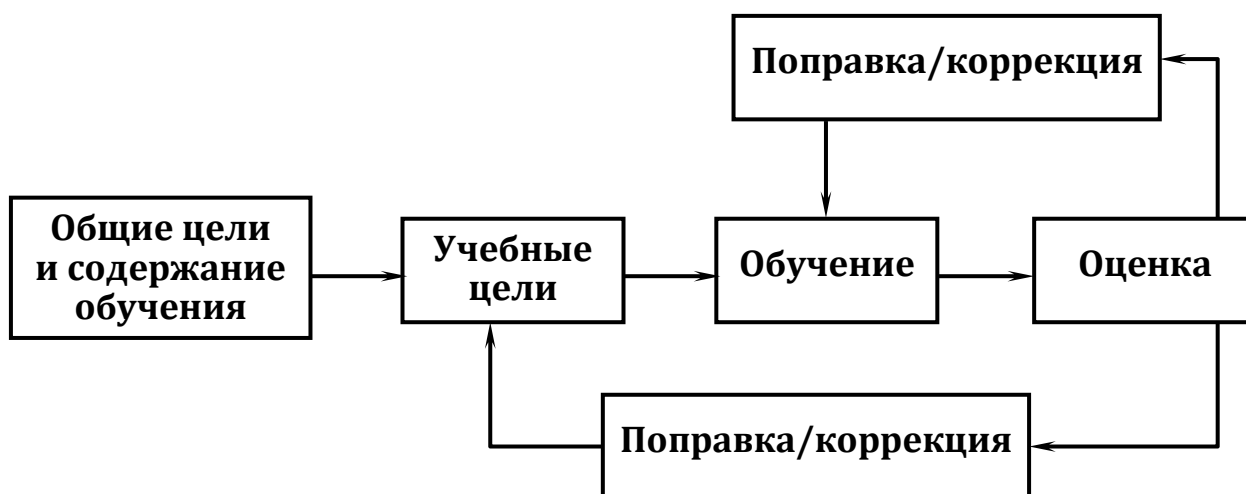 Поправка/коррекция
Общие цели
и содержание
обучения
Учебные
цели
Обучение
Оценка
Поправка/коррекция